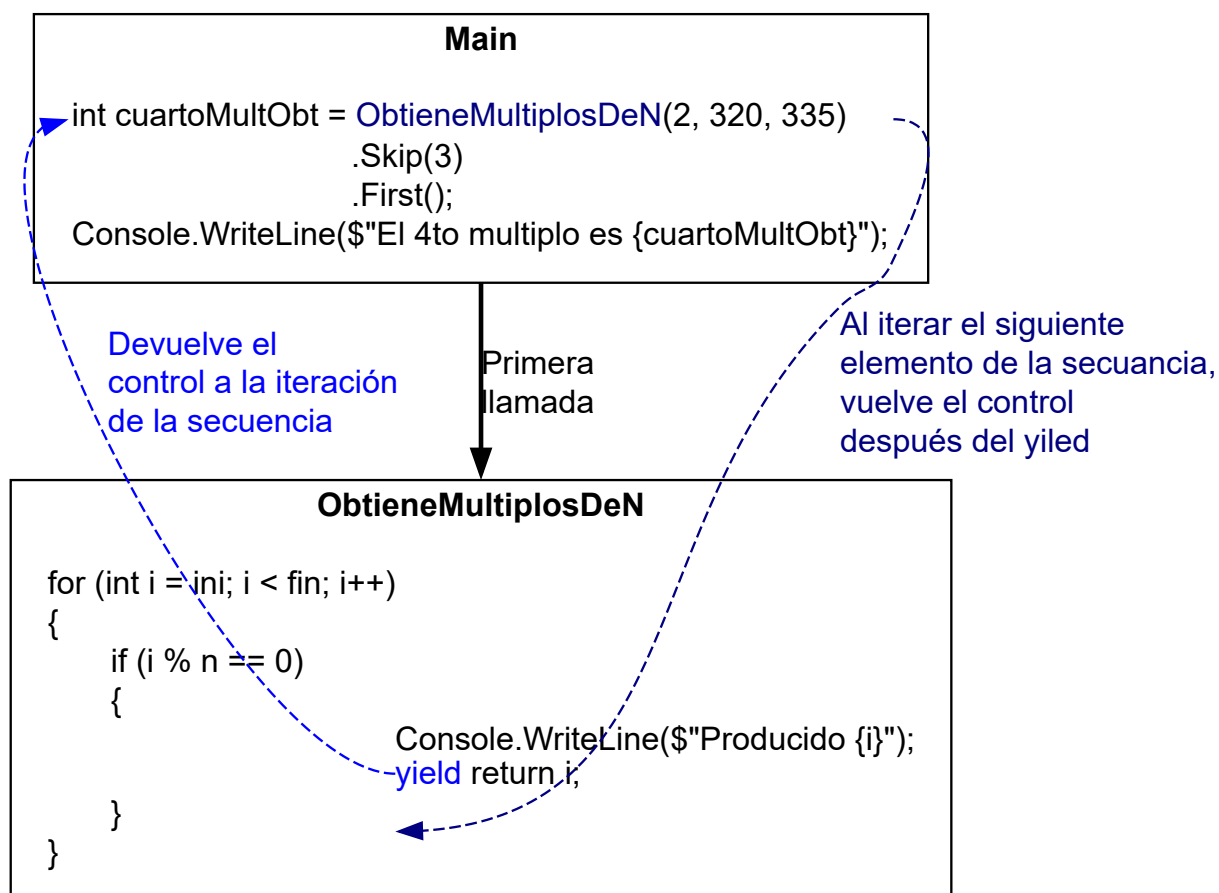 Main
int cuartoMultObt = ObtieneMultiplosDeN(2, 320, 335)
.Skip(3)
.First();
Console.WriteLine($"El 4to multiplo es {cuartoMultObt}");
Devuelve el
control a la iteración
de la secuencia
Primera
llamada
Al iterar el siguiente
elemento de la secuancia,
vuelve el control
después del yiled
ObtieneMultiplosDeN
for (int i = ini; i < fin; i++)
{
if (i % n == 0)
{
Console.WriteLine($"Producido {i}");
yield return i;
}
}